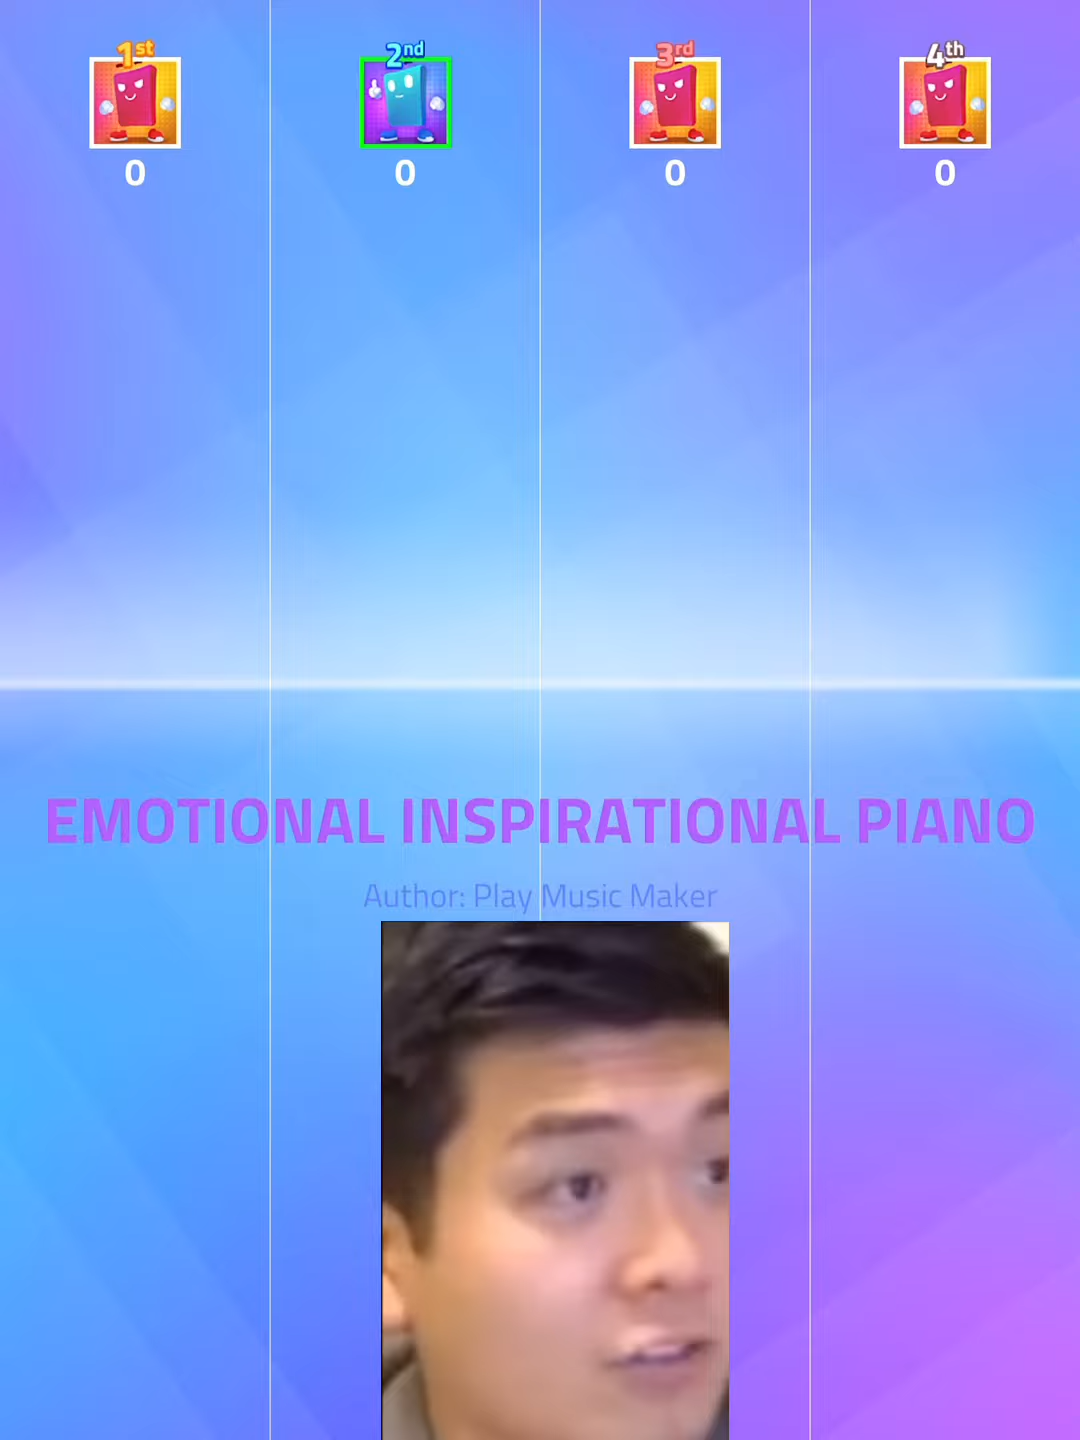 1st 2nd 3rd 4th
0 0 0 0
EMOTIONAL INSPIRATIONAL PIANO
Author: Play Music Maker